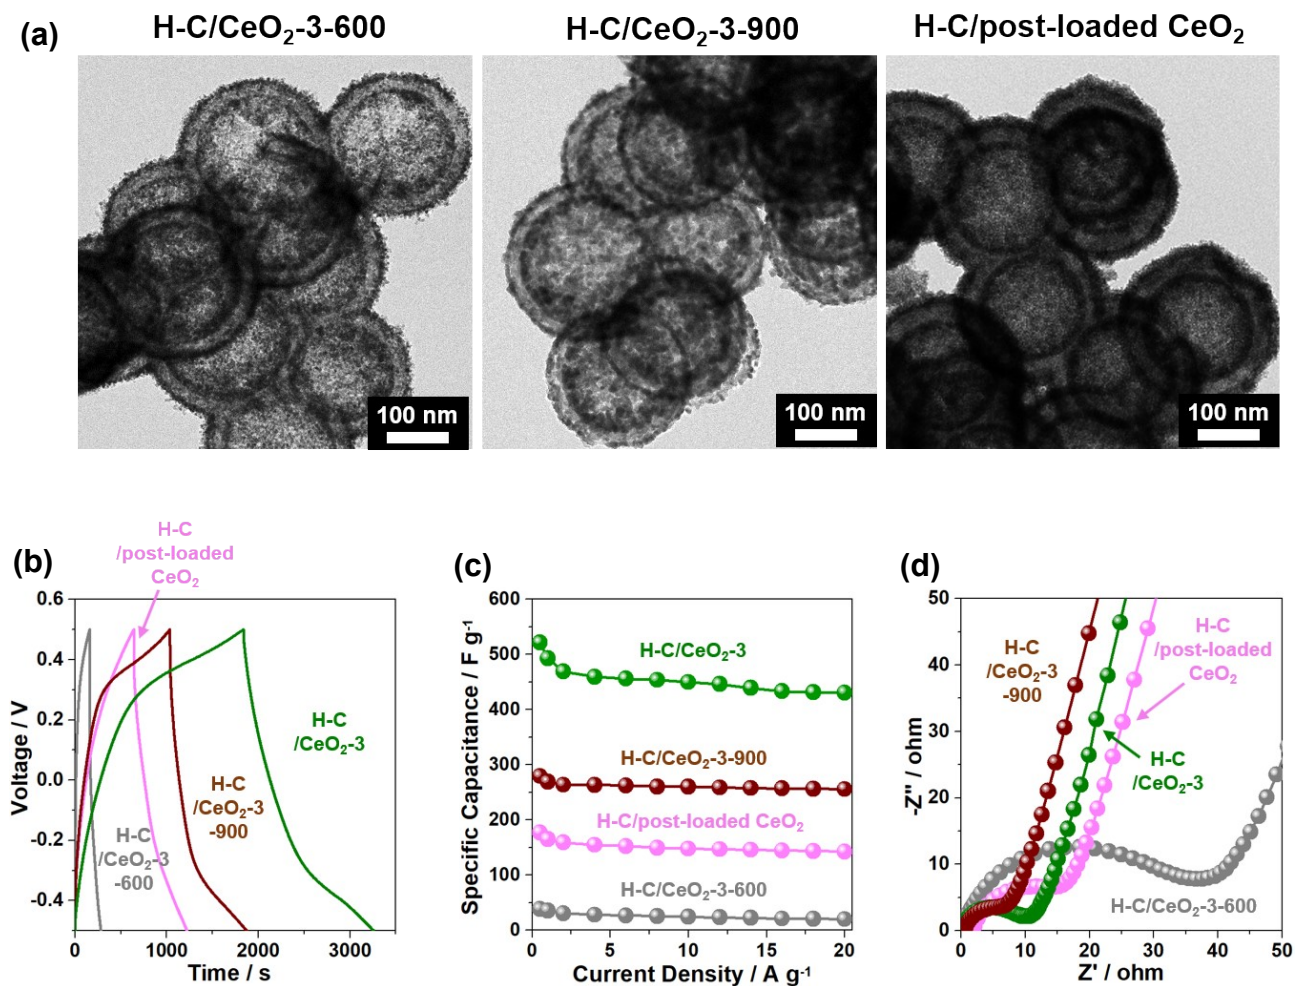 (a)
H-C/CeO₂-3-600
H-C/CeO₂-3-900
H-C/post-loaded CeO₂
100 nm
100 nm
100 nm
(b)
H-C
/post-loaded
CeO₂
0.6
0.4
0.2
0.0
-0.2
-0.4
Voltage / V
H-C
/CeO₂-3
H-C
/CeO₂-3
-900
H-C
/CeO₂-3
-600
0
1000
2000
3000
Time / s
(c)
600
500
400
300
200
100
0
Specific Capacitance / F g⁻¹
H-C/CeO₂-3
H-C/CeO₂-3-900
H-C/post-loaded CeO₂
H-C/CeO₂-3-600
0
5
10
15
20
Current Density / A g⁻¹
(d)
50
40
30
20
10
0
-Z'' / ohm
H-C
/CeO₂-3
-900
H-C
/post-loaded
CeO₂
H-C
/CeO₂-3
H-C/CeO₂-3-600
0
10
20
30
40
50
Z' / ohm